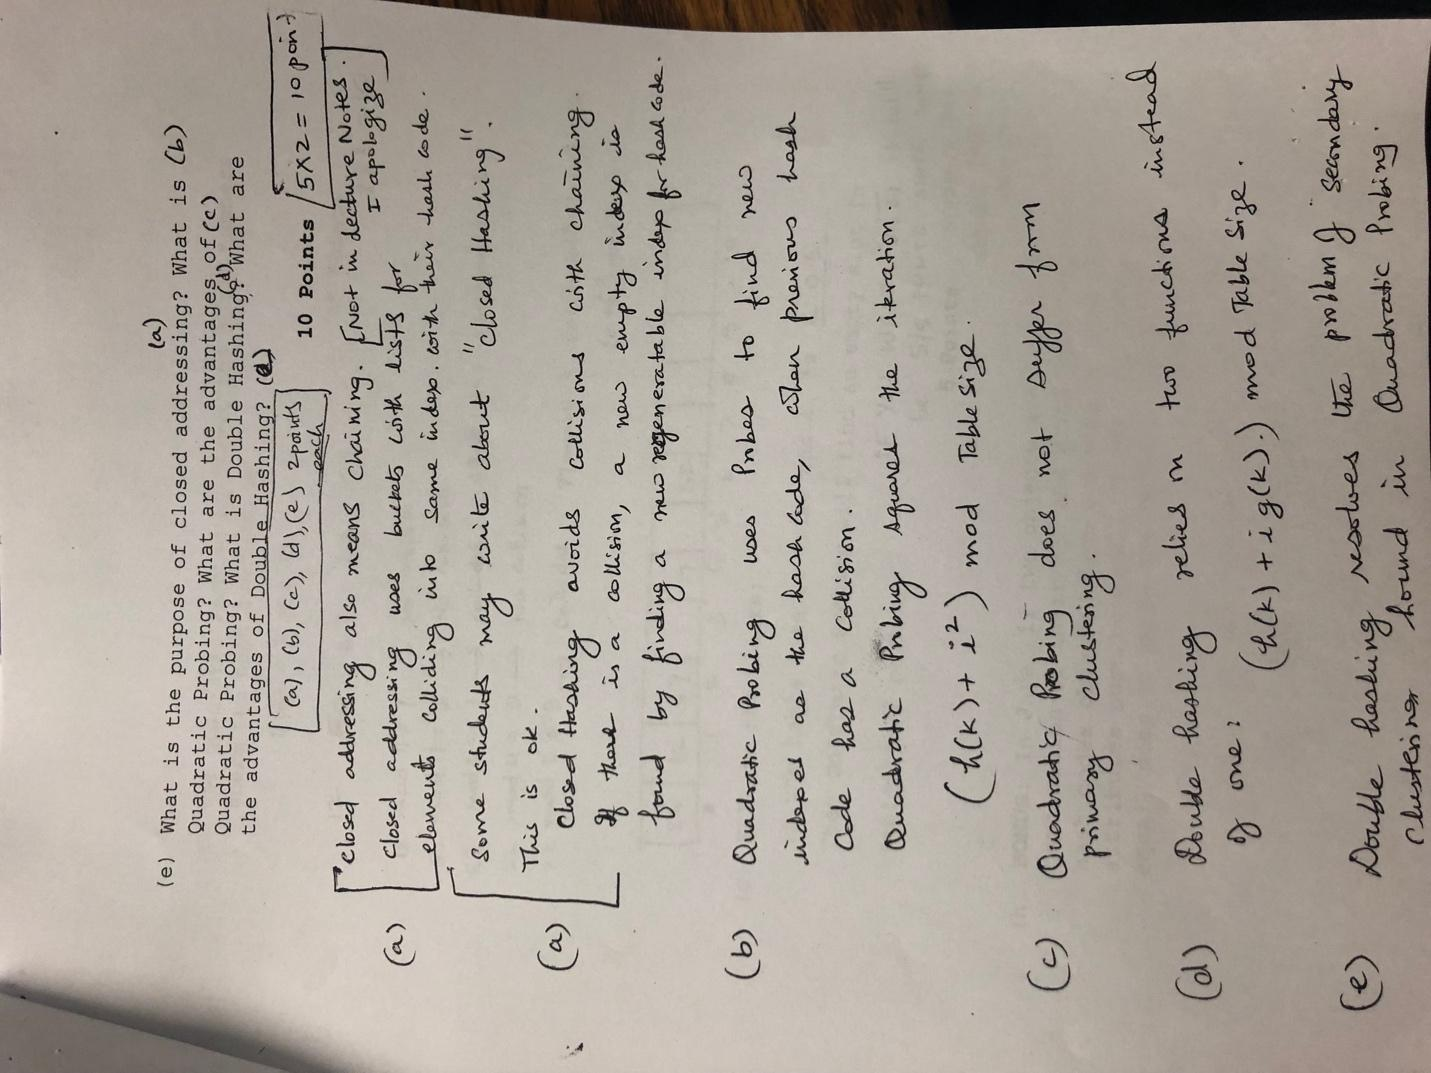 (a)
(e) What is the purpose of closed addressing? What is (b)
Quadratic Probing? What are the advantages of (c)
Quadratic Probing? What is Double Hashing? (d) What are
the advantages of Double Hashing? (e)
10 Points [5×2 = 10 point]
[(a), (b), (c), (d), (e) 2 points
each]
"Closed addressing also means chaining. [Not in lecture Notes.
I apologize]
(a) Closed addressing uses buckets with lists for
elements colliding into same index. with their hash code.
Some students may write about "closed Hashing".
This is ok.
(a) Closed Hashing avoids collisions with chaining.
If there is a collision, a new empty index is
found by finding a new regeneratable index for hash code.
(b) Quadratic Probing uses Probes to find new
indexes as the hash code, when previous hash
code has a collision.
Quadratic Probing squares the iteration.
(h(k) + i²) mod Table Size.
(c) Quadratic Probing does not suffer from
primary clustering.
(d) Double hashing relies on two functions instead
of one:
(h(k) + i g(k).) mod Table Size.
(e) Double hashing resolves the problem of secondary
clustering found in Quadratic Probing.